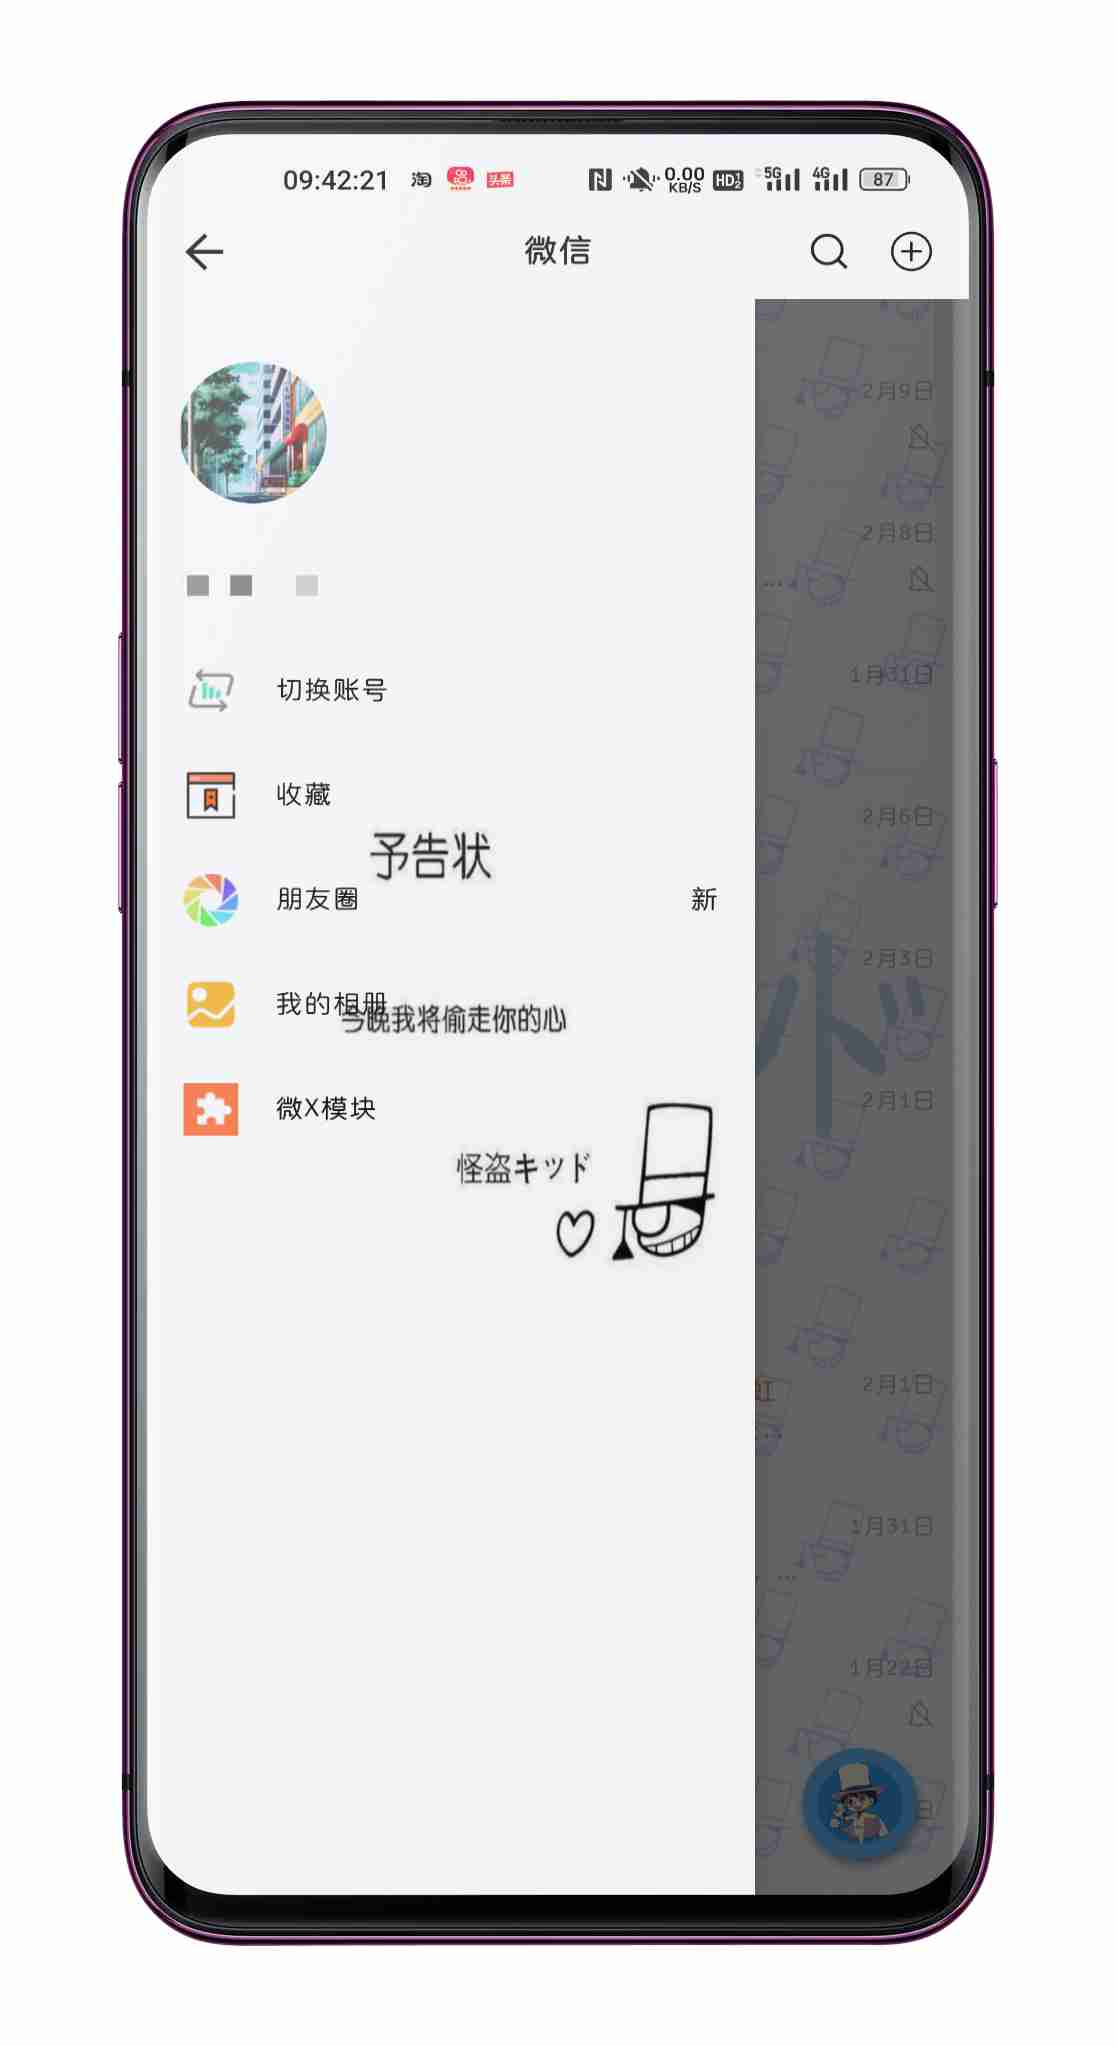 09:42:21 淘 头条 0.00 KB/S HD 1 2 5G 4G 87
微信
2月9日
2月8日
...
切换账号
1月31日
收藏
2月6日
予告状
朋友圈 新
2月3日
我的相册
今晚我将偷走你的心
ド
微X模块
2月1日
怪盗キッド
2月1日
...
1月31日
...
1月22日
日